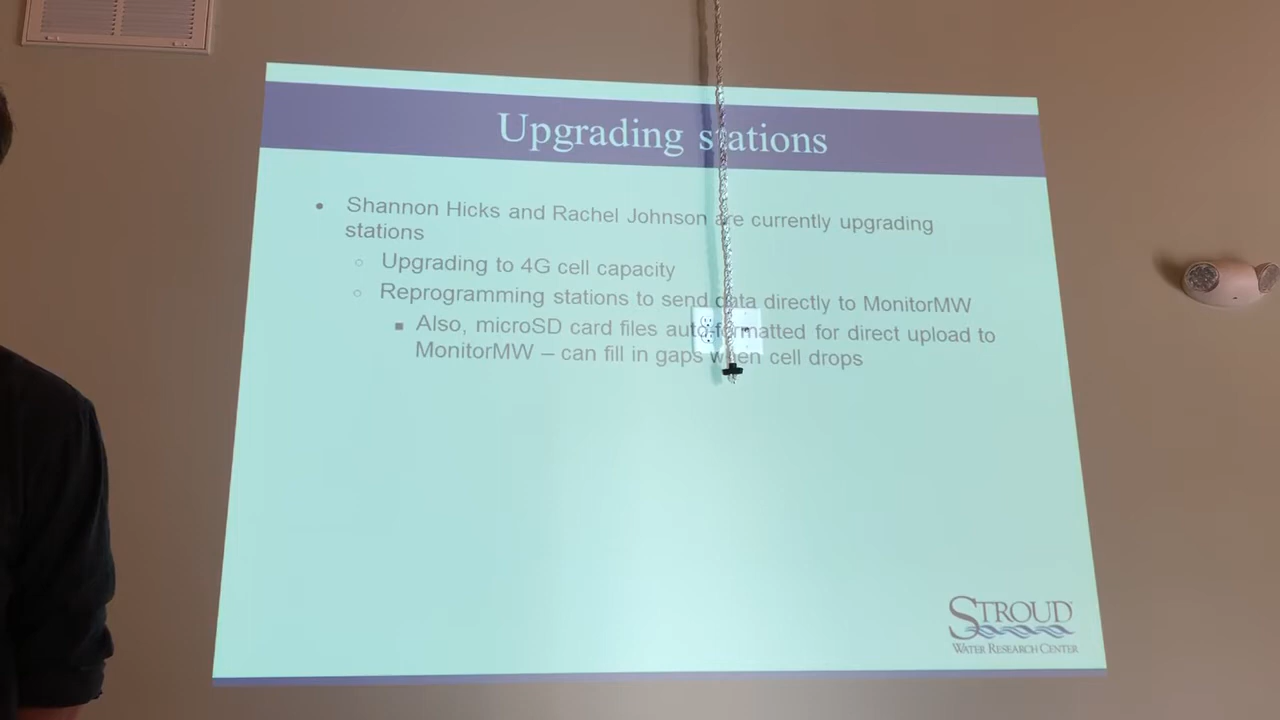 Upgrading stations
• Shannon Hicks and Rachel Johnson are currently upgrading
stations
○ Upgrading to 4G cell capacity
○ Reprogramming stations to send data directly to MonitorMW
■ Also, microSD card files auto-formatted for direct upload to
MonitorMW – can fill in gaps when cell drops
STROUD
WATER RESEARCH CENTER